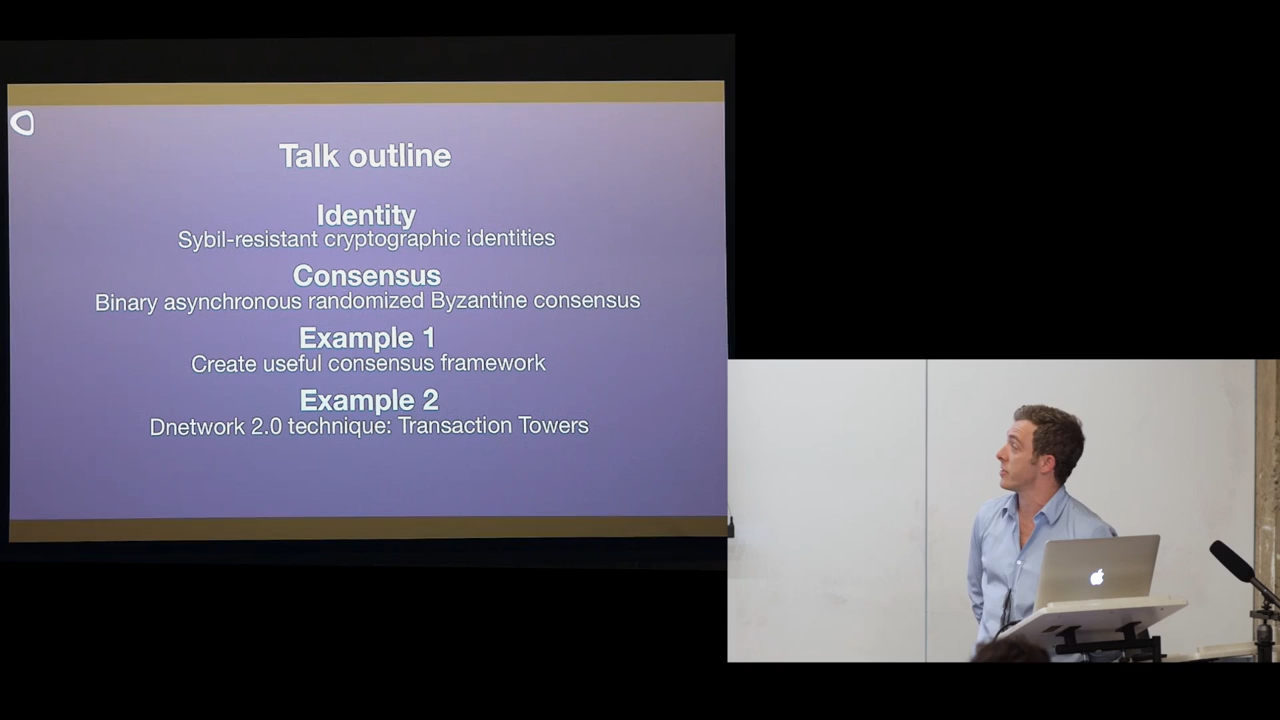 Talk outline
Identity
Sybil-resistant cryptographic identities
Consensus
Binary asynchronous randomized Byzantine consensus
Example 1
Create useful consensus framework
Example 2
Dnetwork 2.0 technique: Transaction Towers